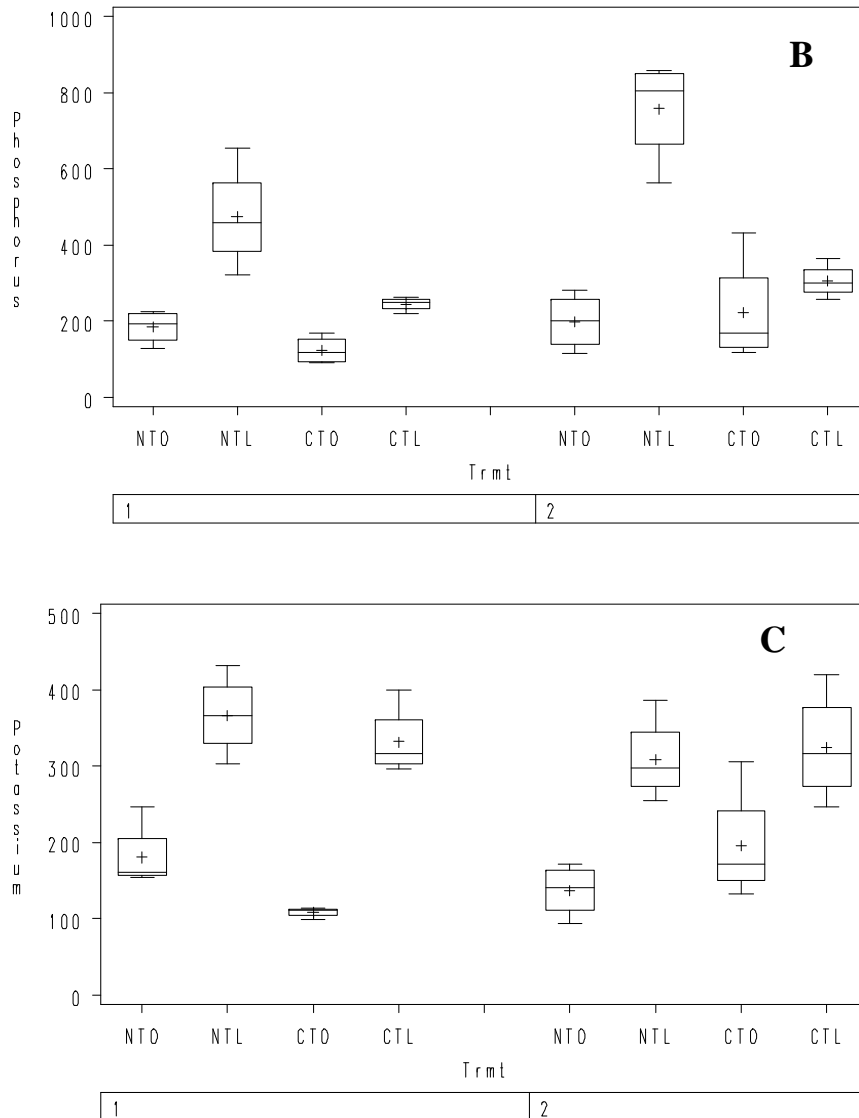 1000
B
800
600
400
200
0
Phosphorus
NTO NTL CTO CTL NTO NTL CTO CTL
Trmt
1 2
500
C
400
300
200
100
0
Potassium
NTO NTL CTO CTL NTO NTL CTO CTL
Trmt
1 2